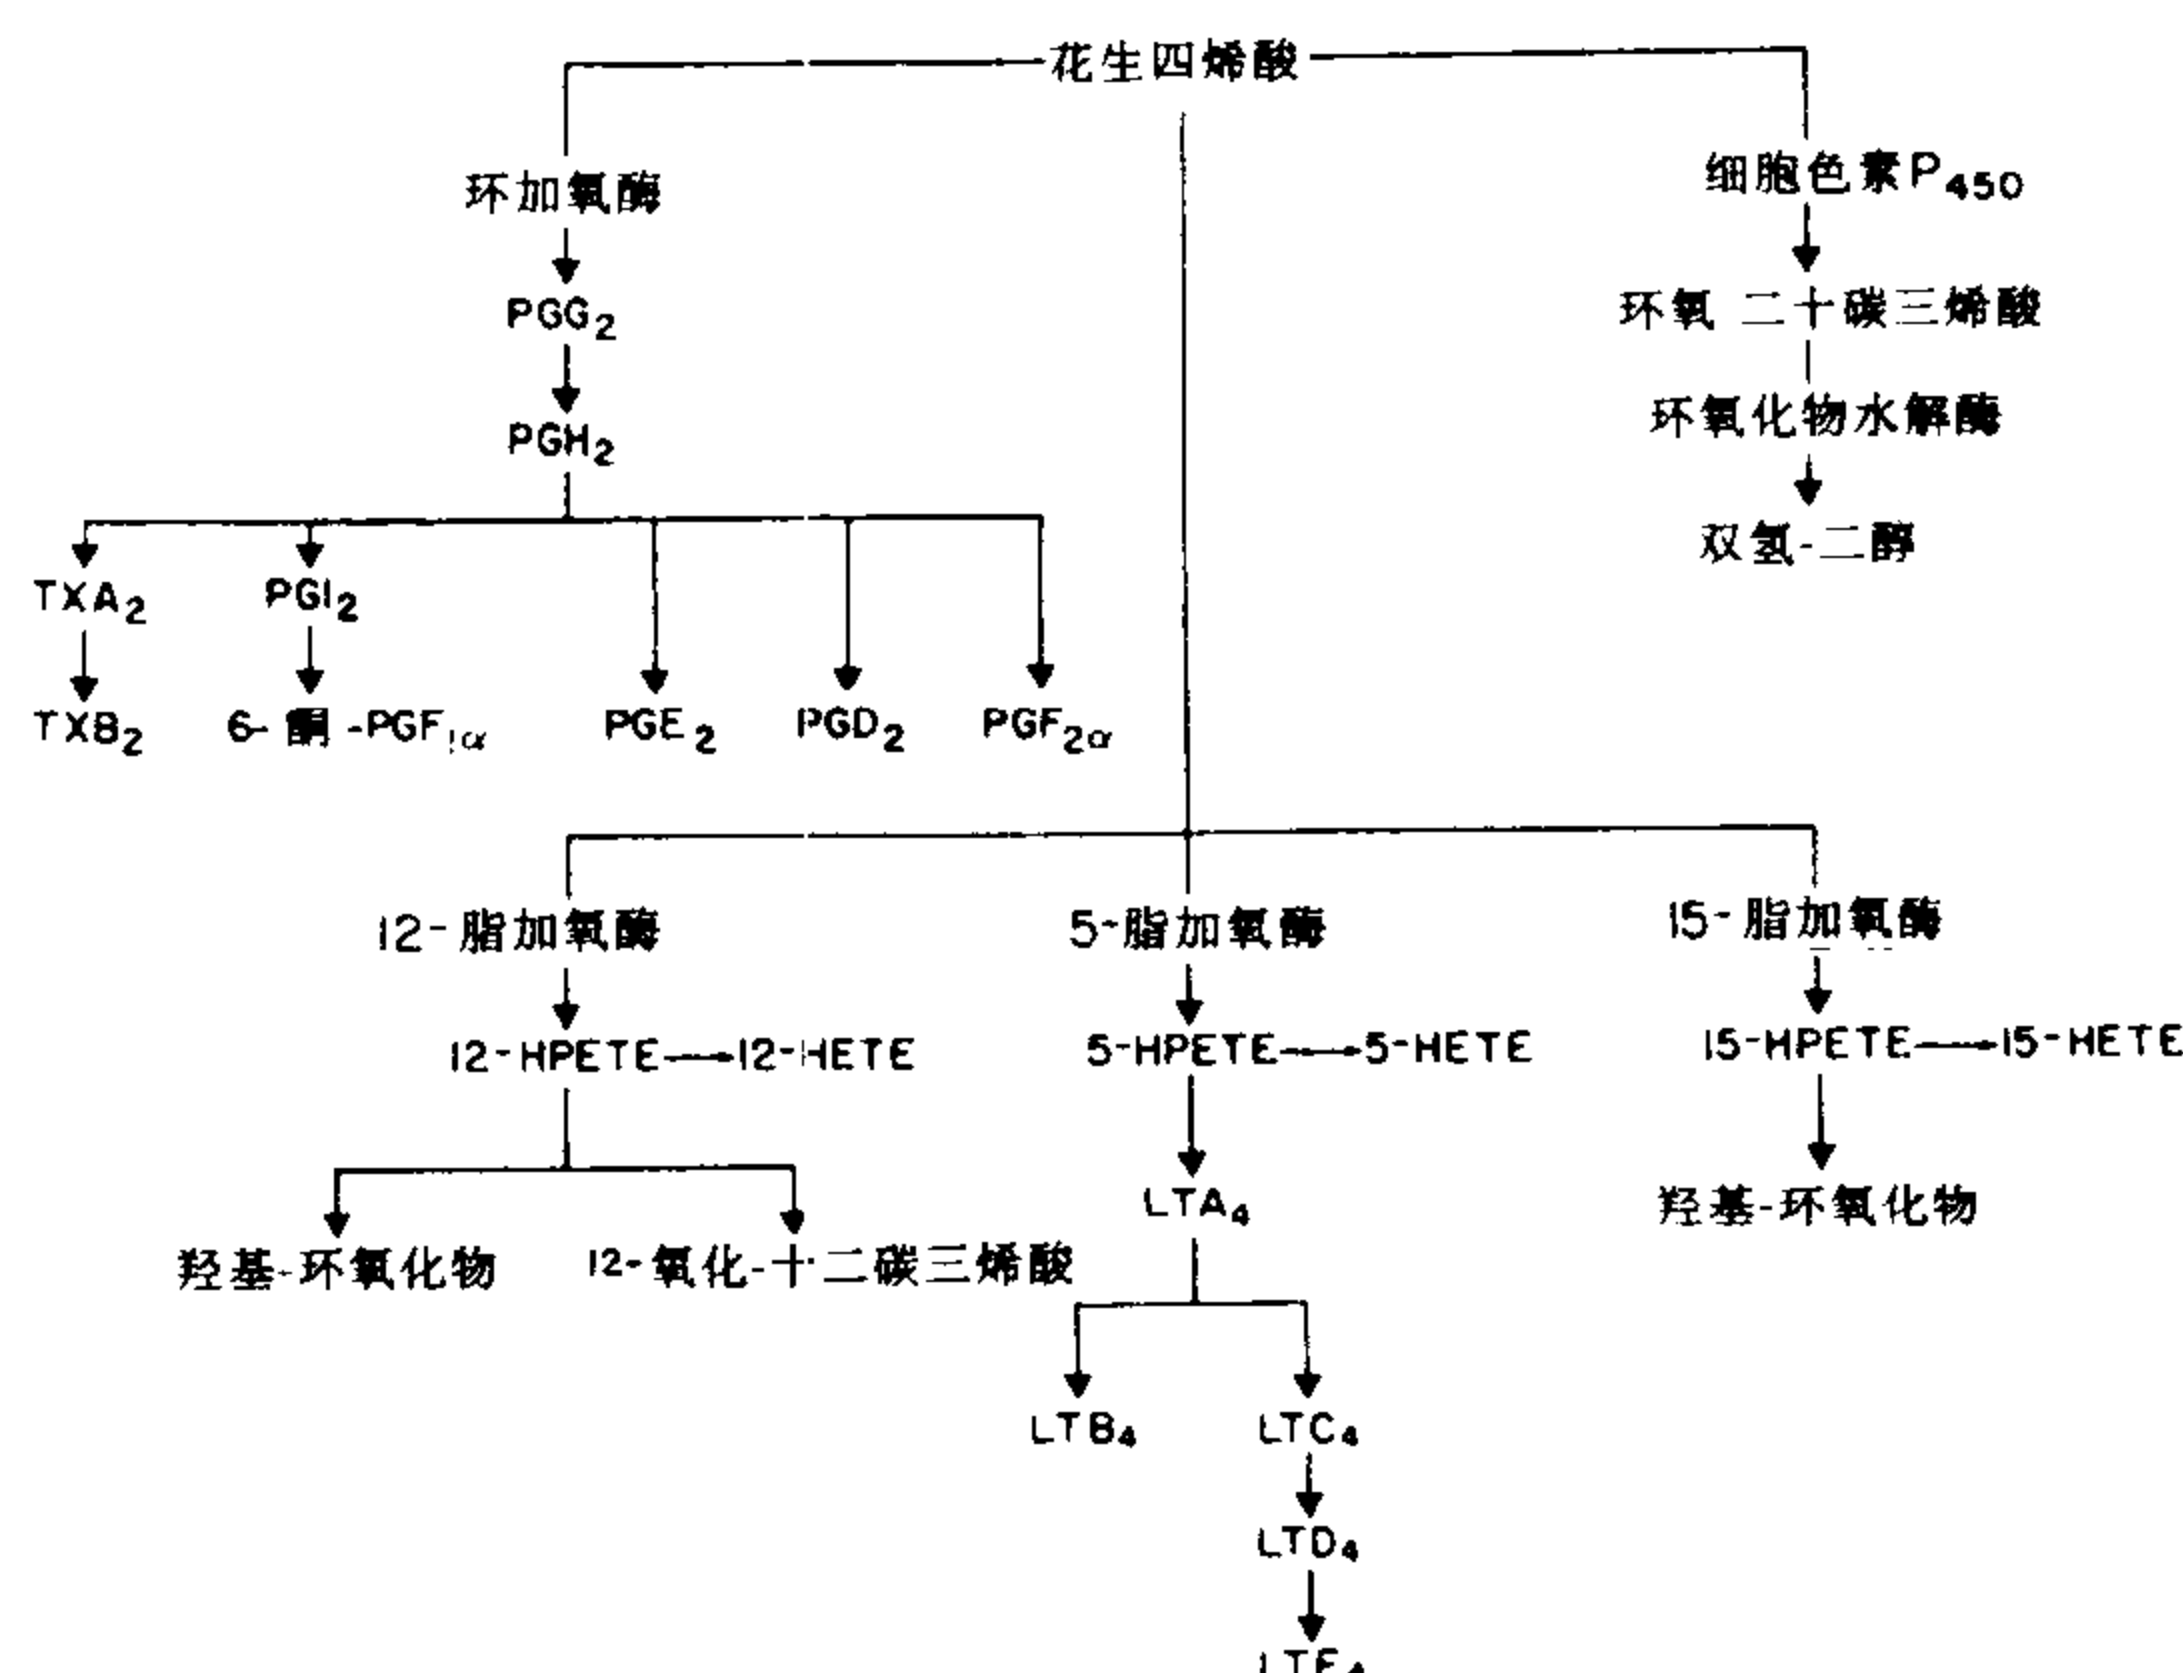 花生四烯酸
环加氧酶
细胞色素P450
PGG2
环氧 二十碳三烯酸
PGH2
环氧化物水解酶
双氢-二醇
TXA2 PGI2
TXB2 6-酮-PGF1α PGE2 PGD2 PGF2α
12-脂加氧酶 5-脂加氧酶 15-脂加氧酶
12-HPETE 12-HETE 5-HPETE 5-HETE 15-HPETE 15-HETE
LTA4
羟基-环氧化物
羟基-环氧化物 12-氧化-十二碳三烯酸
LTB4 LTC4
LTD4
LTE4